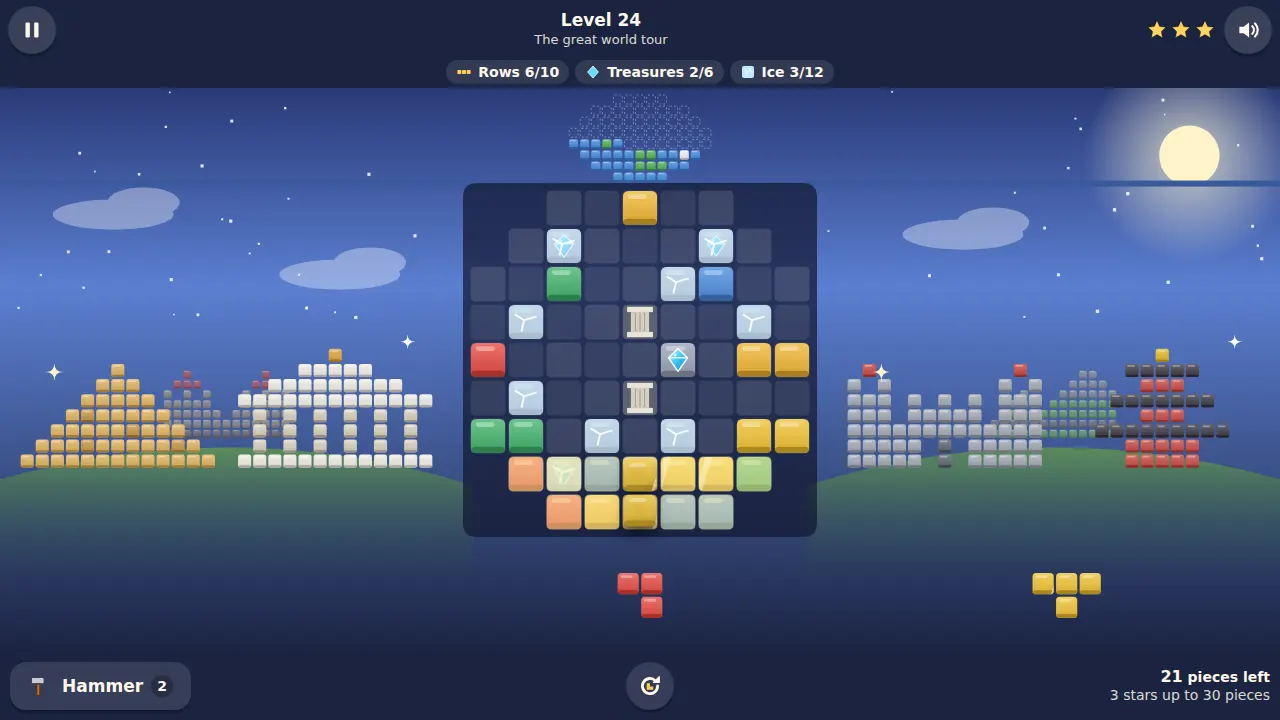 Level 24
The great world tour
Rows 6/10
Treasures 2/6
Ice 3/12
Hammer 2
21 pieces left
3 stars up to 30 pieces